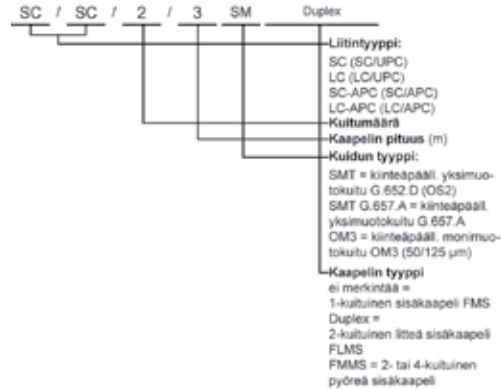 SC / SC / 2 / 3 SM Duplex
Liitintyyppi:
SC (SC/UPC)
LC (LC/UPC)
SC-APC (SC/APC)
LC-APC (LC/APC)
Kuitumäärä
Kaapelin pituus (m)
Kuidun tyyppi:
SMT = kiinteäpääll. yksimuo-
tokuitu G.652.D (OS2)
SMT G.657.A = kiinteäpääll.
yksimuotokuitu G.657.A
OM3 = kiinteäpääll. monimuo-
tokuitu OM3 (50/125 µm)
Kaapelin tyyppi
ei merkintää =
1-kuituinen sisäkaapeli FMS
Duplex =
2-kuituinen litteä sisäkaapeli
FLMS
FMMS = 2- tai 4-kuituinen
pyöreä sisäkaapeli